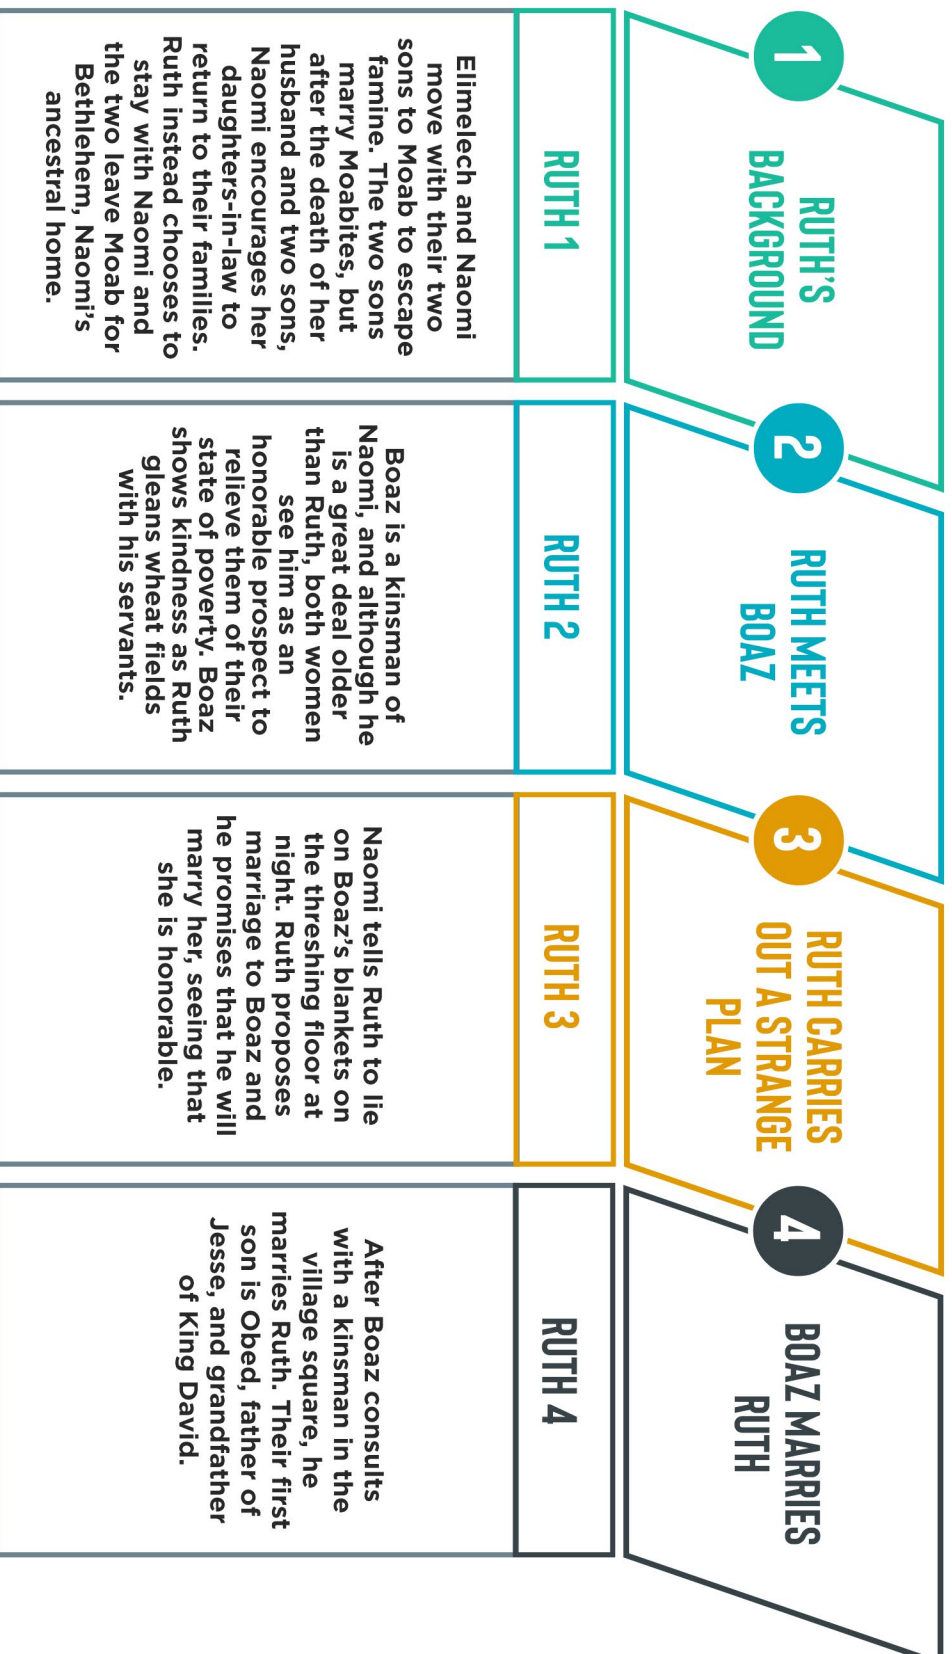 1
RUTH'S
BACKGROUND
RUTH 1
Elimelech and Naomi
move with their two
sons to Moab to escape
famine. The two sons
marry Moabites, but
after the death of her
husband and two sons,
Naomi encourages her
daughters-in-law to
return to their families.
Ruth instead chooses to
stay with Naomi and
the two leave Moab for
Bethlehem, Naomi's
ancestral home.
2
RUTH MEETS
BOAZ
RUTH 2
Boaz is a kinsman of
Naomi, and although he
is a great deal older
than Ruth, both women
see him as an
honorable prospect to
relieve them of their
state of poverty. Boaz
shows kindness as Ruth
gleans wheat fields
with his servants.
3
RUTH CARRIES
OUT A STRANGE
PLAN
RUTH 3
Naomi tells Ruth to lie
on Boaz's blankets on
the threshing floor at
night. Ruth proposes
marriage to Boaz and
he promises that he will
marry her, seeing that
she is honorable.
4
BOAZ MARRIES
RUTH
RUTH 4
After Boaz consults
with a kinsman in the
village square, he
marries Ruth. Their first
son is Obed, father of
Jesse, and grandfather
of King David.